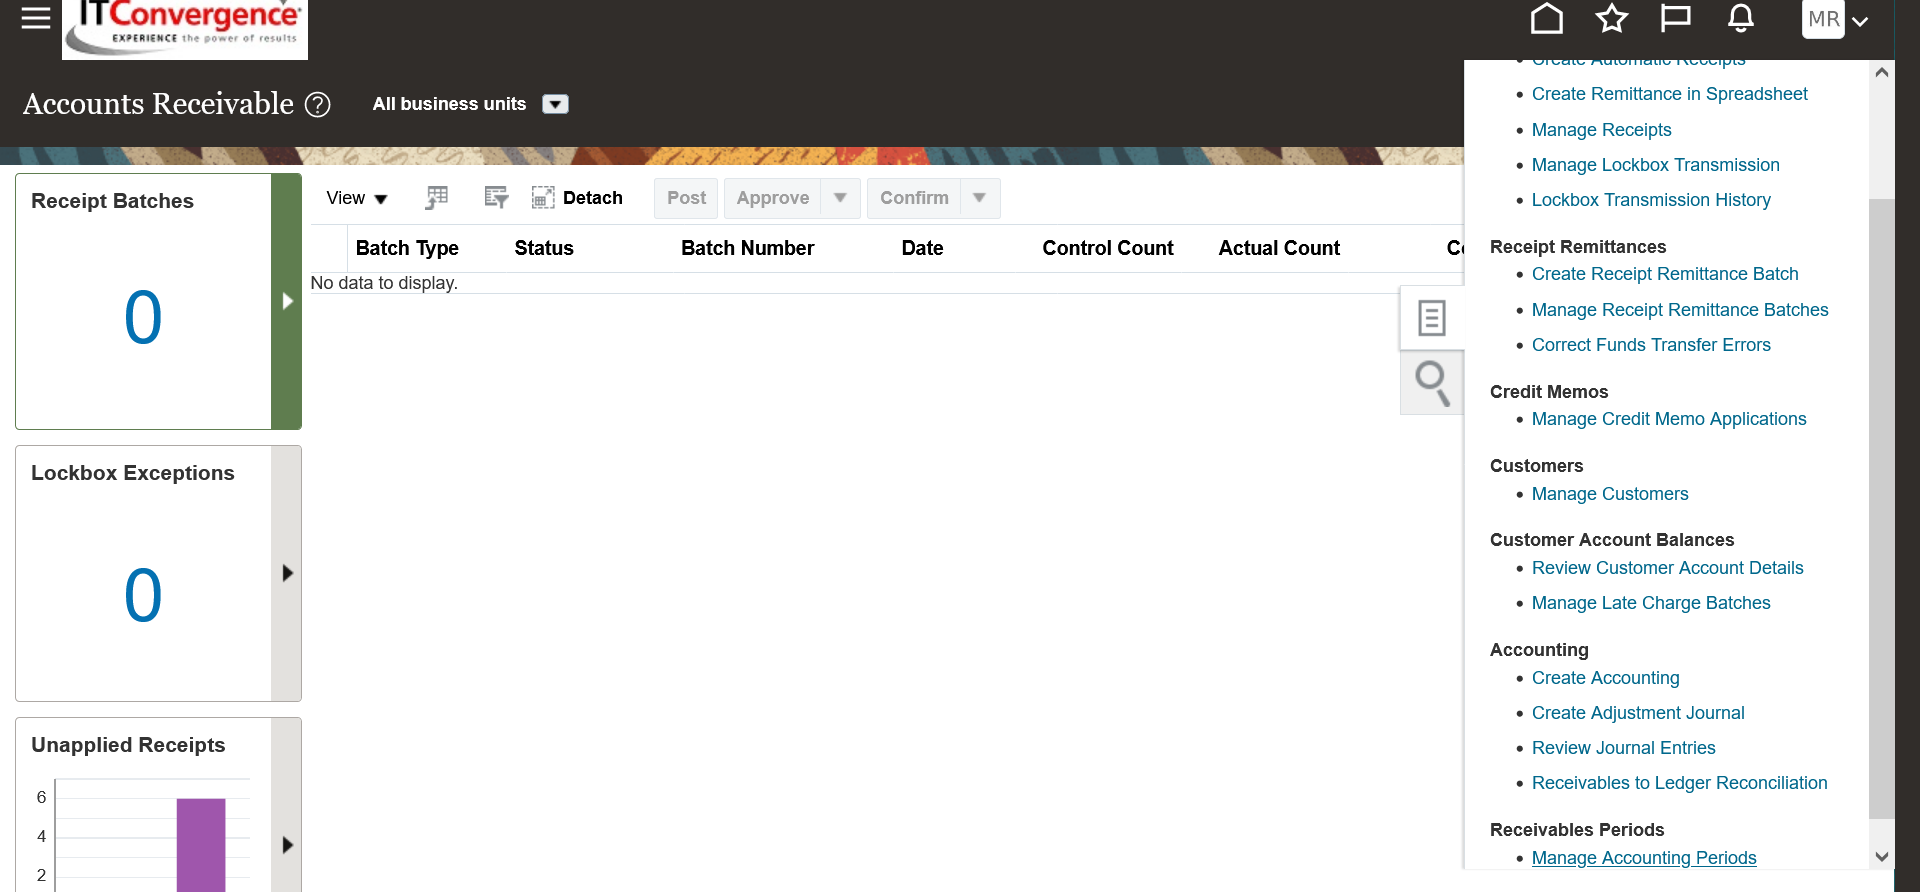 ITConvergence
EXPERIENCE the power of results
MR
Accounts Receivable ?
All business units
Create Automatic Receipts
Create Remittance in Spreadsheet
Manage Receipts
Manage Lockbox Transmission
Lockbox Transmission History
Receipt Remittances
Create Receipt Remittance Batch
Manage Receipt Remittance Batches
Correct Funds Transfer Errors
Credit Memos
Manage Credit Memo Applications
Customers
Manage Customers
Customer Account Balances
Review Customer Account Details
Manage Late Charge Batches
Accounting
Create Accounting
Create Adjustment Journal
Review Journal Entries
Receivables to Ledger Reconciliation
Receivables Periods
Manage Accounting Periods
Receipt Batches
0
View
Detach
Post
Approve
Confirm
Batch Type Status Batch Number Date Control Count Actual Count
No data to display.
Lockbox Exceptions
0
Unapplied Receipts
6
4
2